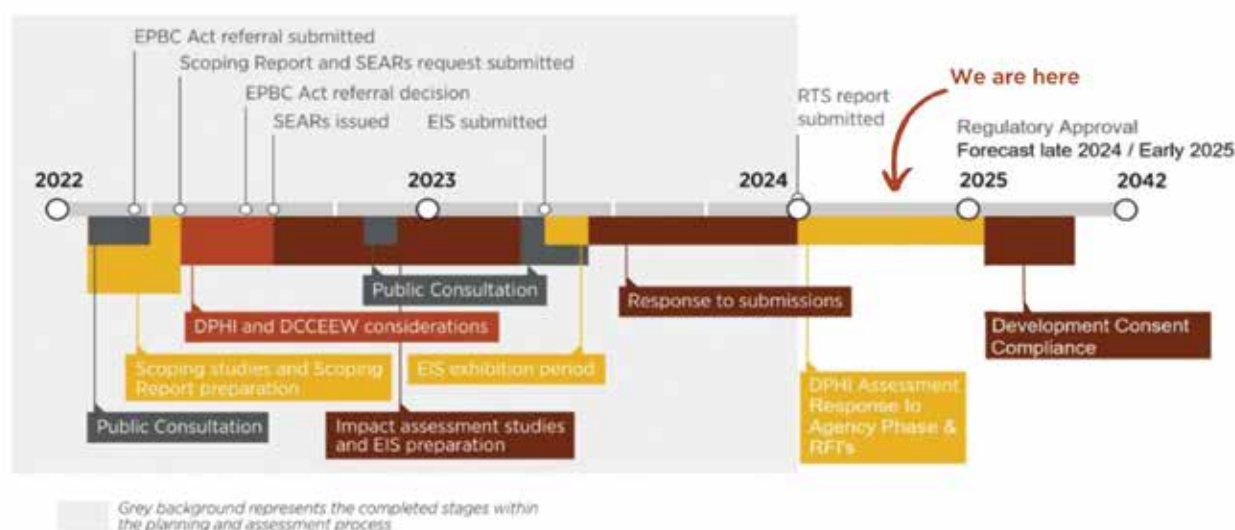 EPBC Act referral submitted
Scoping Report and SEARs request submitted
EPBC Act referral decision
SEARs issued
EIS submitted
RTS report
submitted
We are here
Regulatory Approval
Forecast late 2024 / Early 2025
2022
2023
2024
2025
2042
Public Consultation
Response to submissions
DPHI and DCCEEW considerations
Development Consent
Compliance
Scoping studies and Scoping
Report preparation
EIS exhibition period
DPHI Assessment
Response to
Agency Phase &
RFI's
Public Consultation
Impact assessment studies
and EIS preparation
Grey background represents the completed stages within
the planning and assessment process